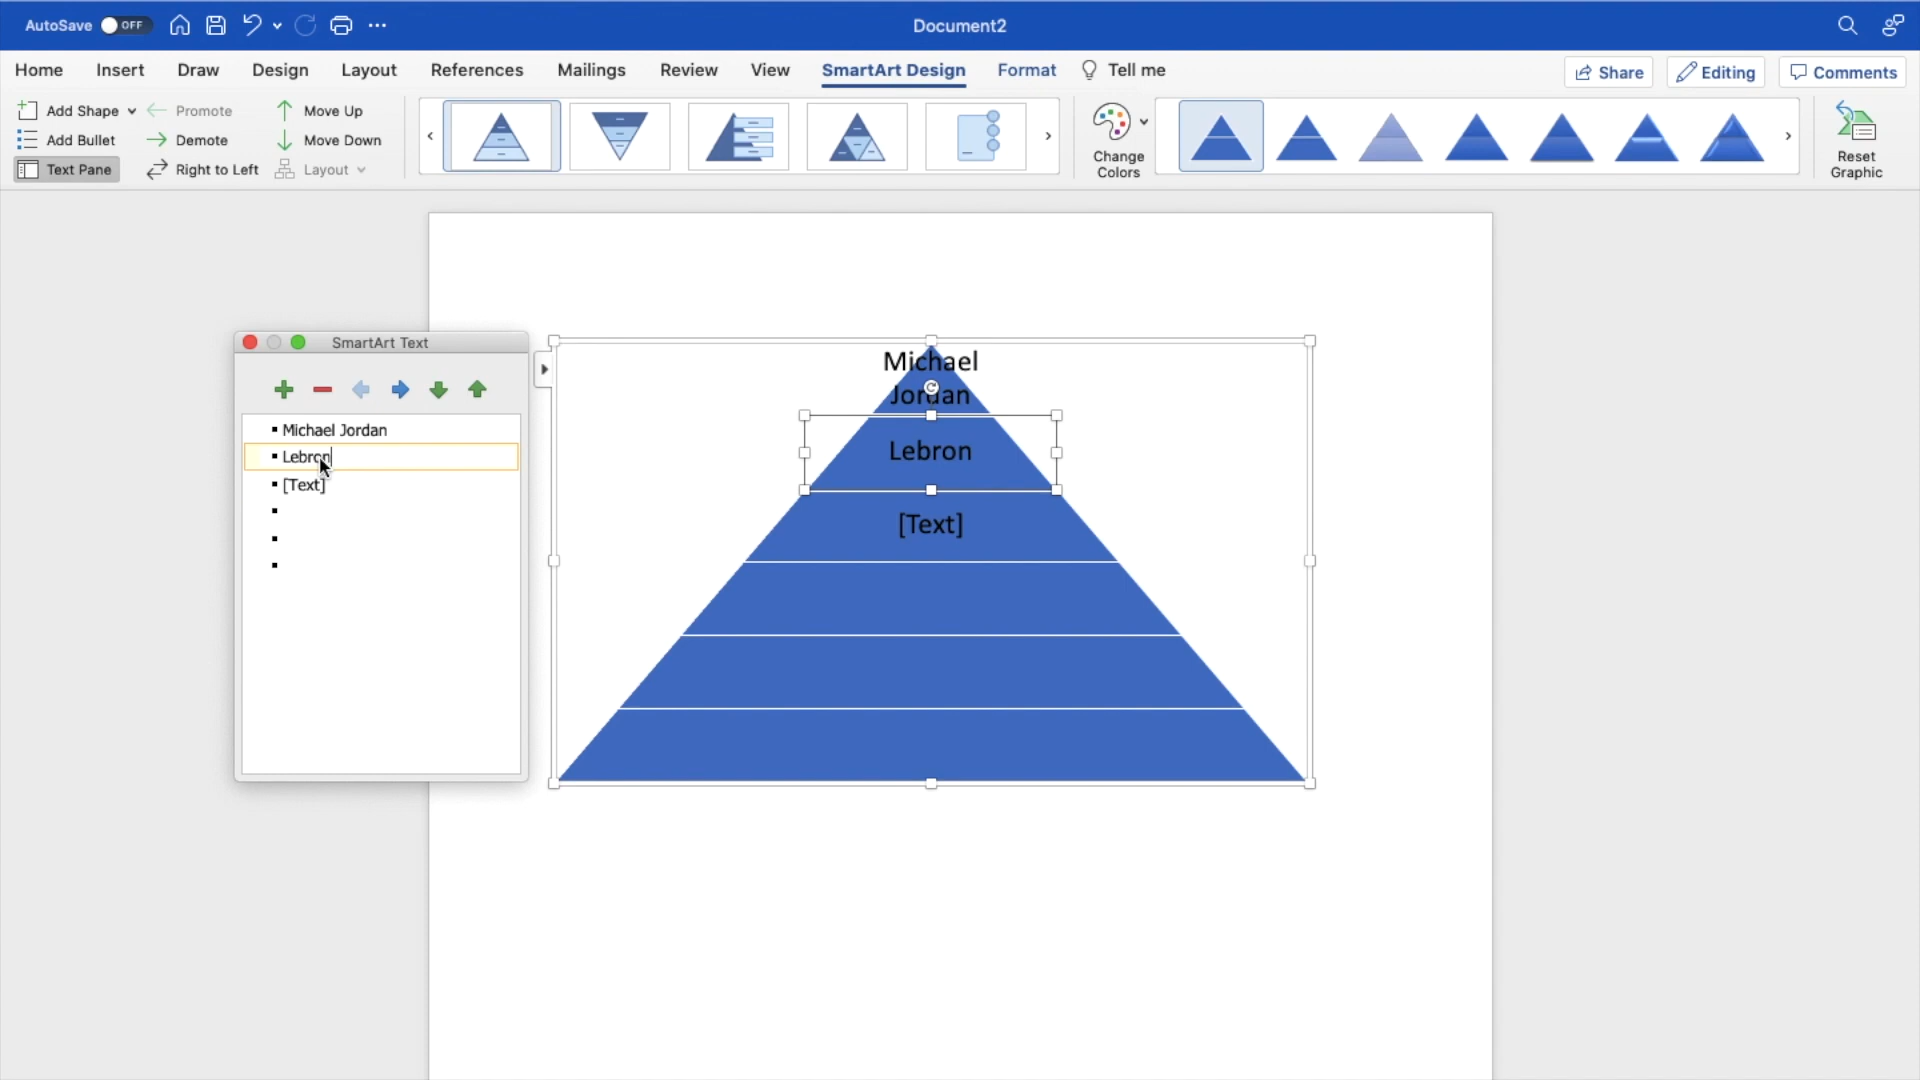 AutoSave OFF
Document2
Home Insert Draw Design Layout References Mailings Review View SmartArt Design Format Tell me
Share Editing Comments
Add Shape Promote Move Up
Add Bullet Demote Move Down
Text Pane Right to Left Layout
Change
Colors
Reset
Graphic
SmartArt Text
Michael Jordan
Lebron
[Text]
Michael
Jordan
Lebron
[Text]